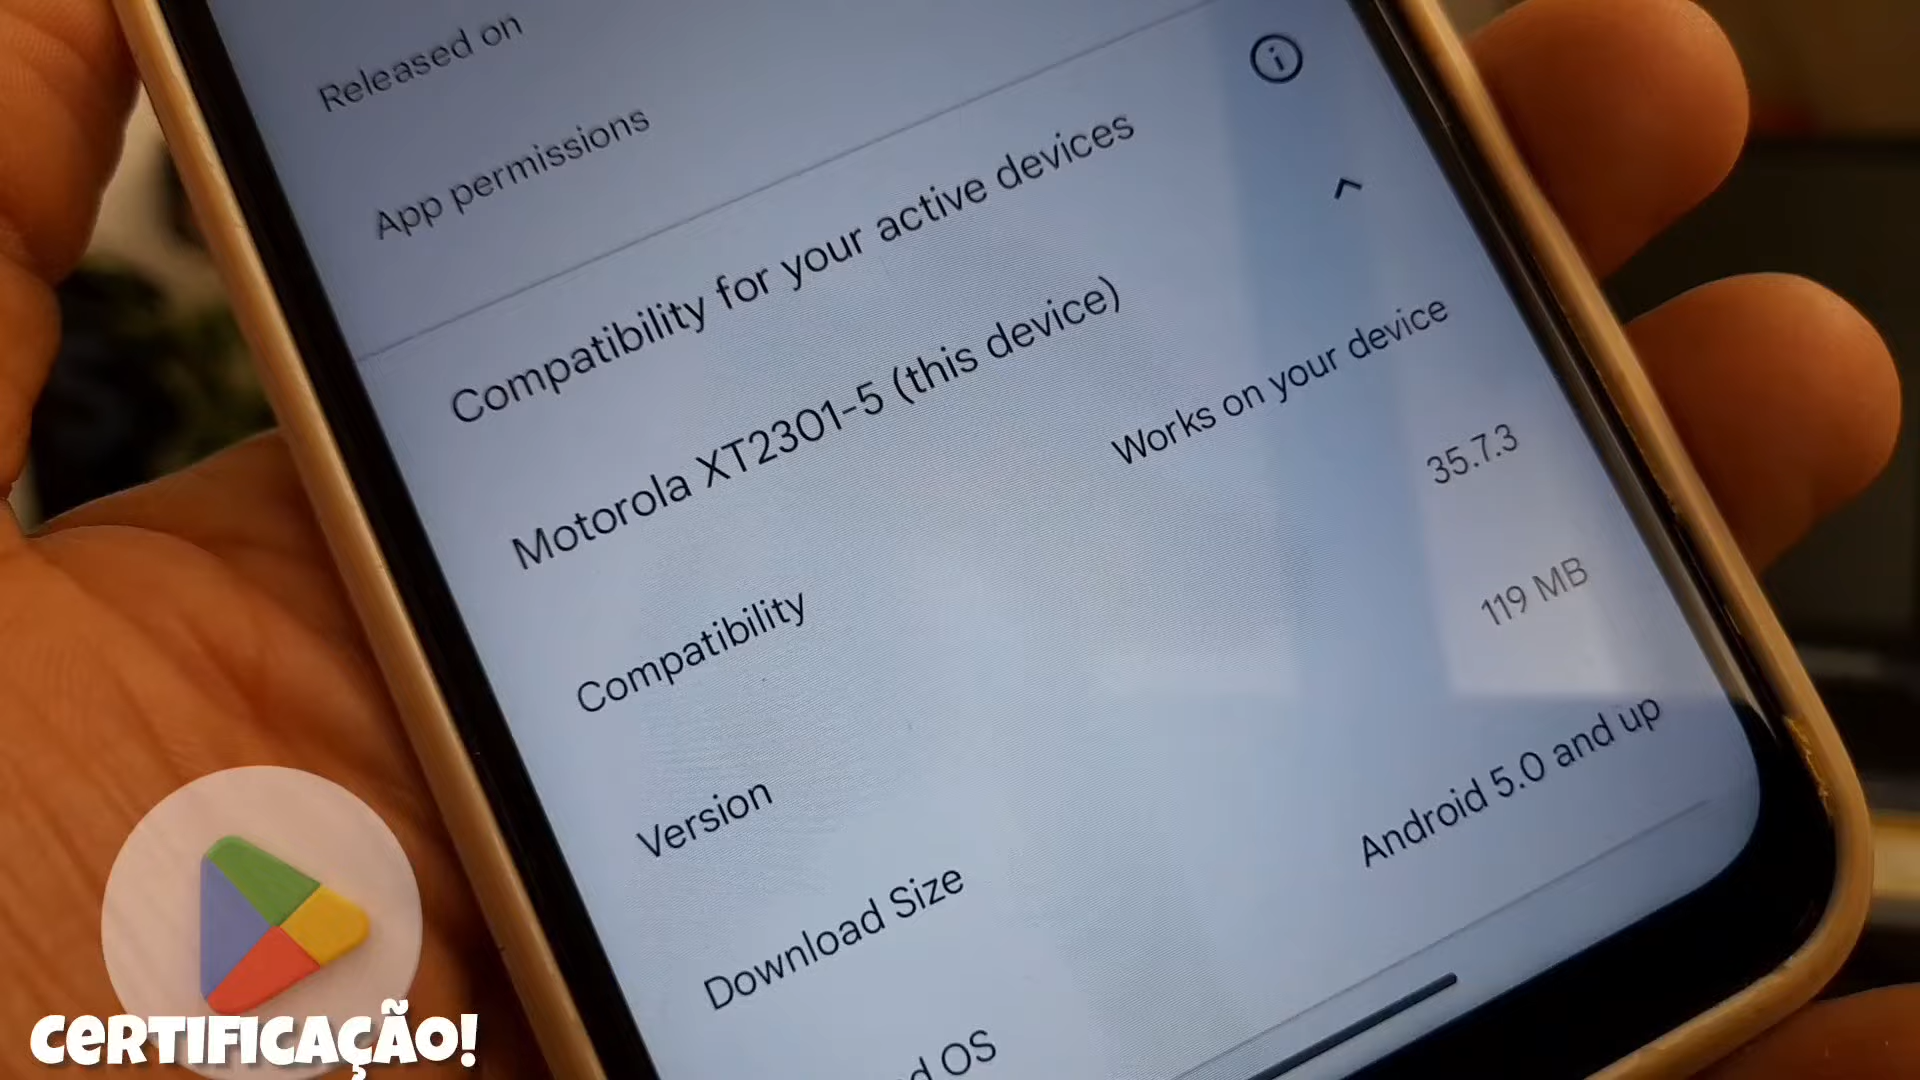 Released on
App permissions
Compatibility for your active devices
Motorola XT2301-5 (this device)
Compatibility
Works on your device
Version
35.7.3
Download Size
119 MB
d OS
Android 5.0 and up
CERTIFICAÇÃO!